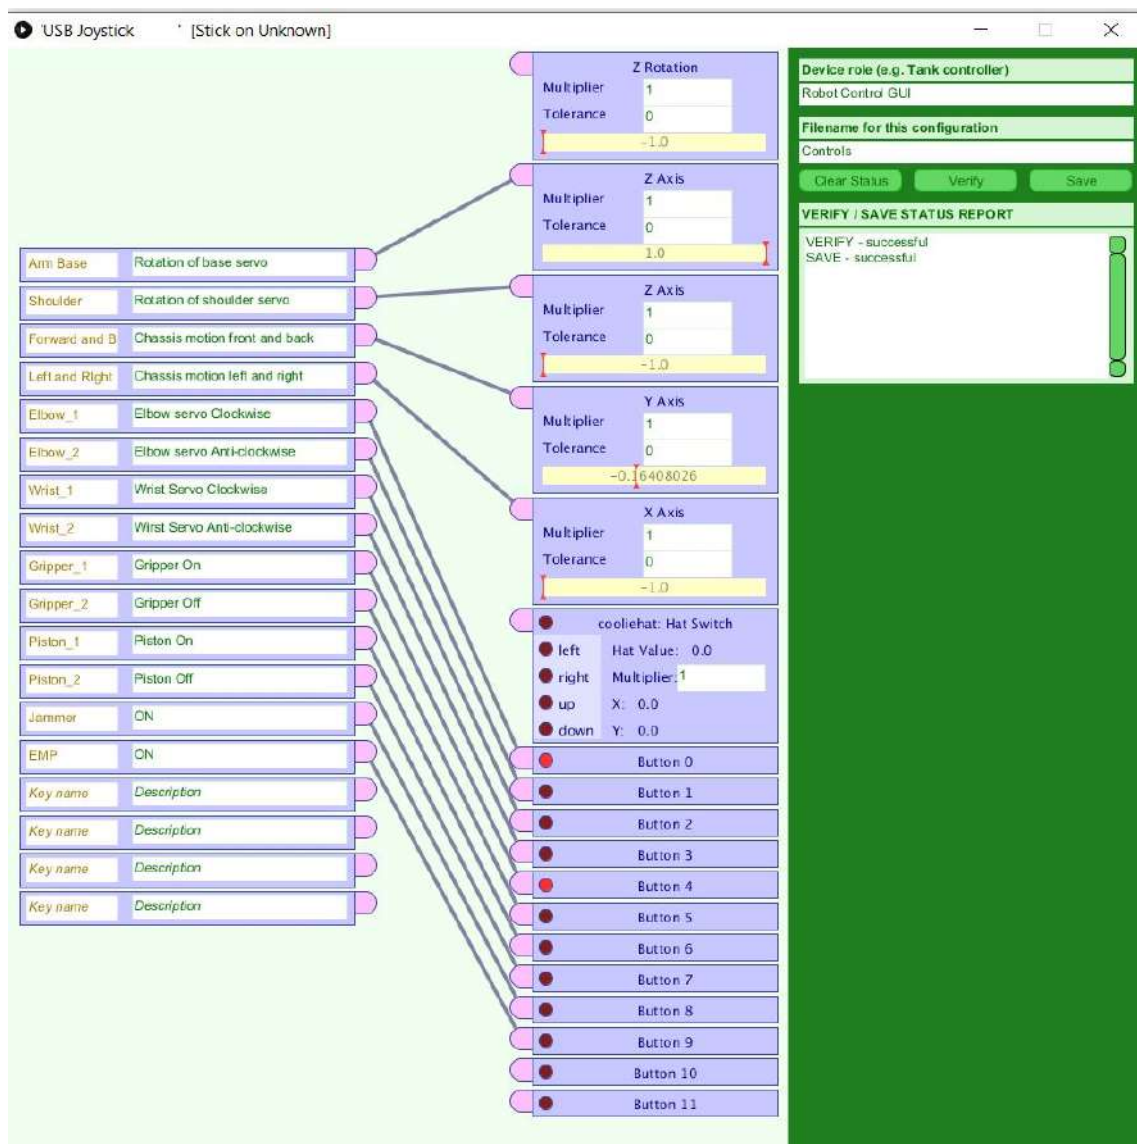 'USB Joystick ' [Stick on Unknown]
Arm Base Rotation of base servo
Shoulder Rotation of shoulder servo
Forward and B Chassis motion front and back
Left and RIght Chassis motion left and right
Elbow_1 Elbow servo Clockwise
Elbow_2 Elbow servo Anti-clockwise
Wrist_1 Wrist Servo Clockwise
Wrist_2 Wirst Servo Anti-clockwise
Gripper_1 Gripper On
Gripper_2 Gripper Off
Piston_1 Piston On
Piston_2 Piston Off
Jammer ON
EMP ON
Key name Description
Key name Description
Key name Description
Key name Description
Z Rotation
Multiplier 1
Tolerance 0
-1.0
Z Axis
Multiplier 1
Tolerance 0
1.0
Z Axis
Multiplier 1
Tolerance 0
-1.0
Y Axis
Multiplier 1
Tolerance 0
-0.16408026
X Axis
Multiplier 1
Tolerance 0
-1.0
cooliehat: Hat Switch
left Hat Value: 0.0
right Multiplier: 1
up X: 0.0
down Y: 0.0
Button 0
Button 1
Button 2
Button 3
Button 4
Button 5
Button 6
Button 7
Button 8
Button 9
Button 10
Button 11
Device role (e.g. Tank controller)
Robot Control GUI
Filename for this configuration
Controls
Clear Status Verify Save
VERIFY / SAVE STATUS REPORT
VERIFY - successful
SAVE - successful